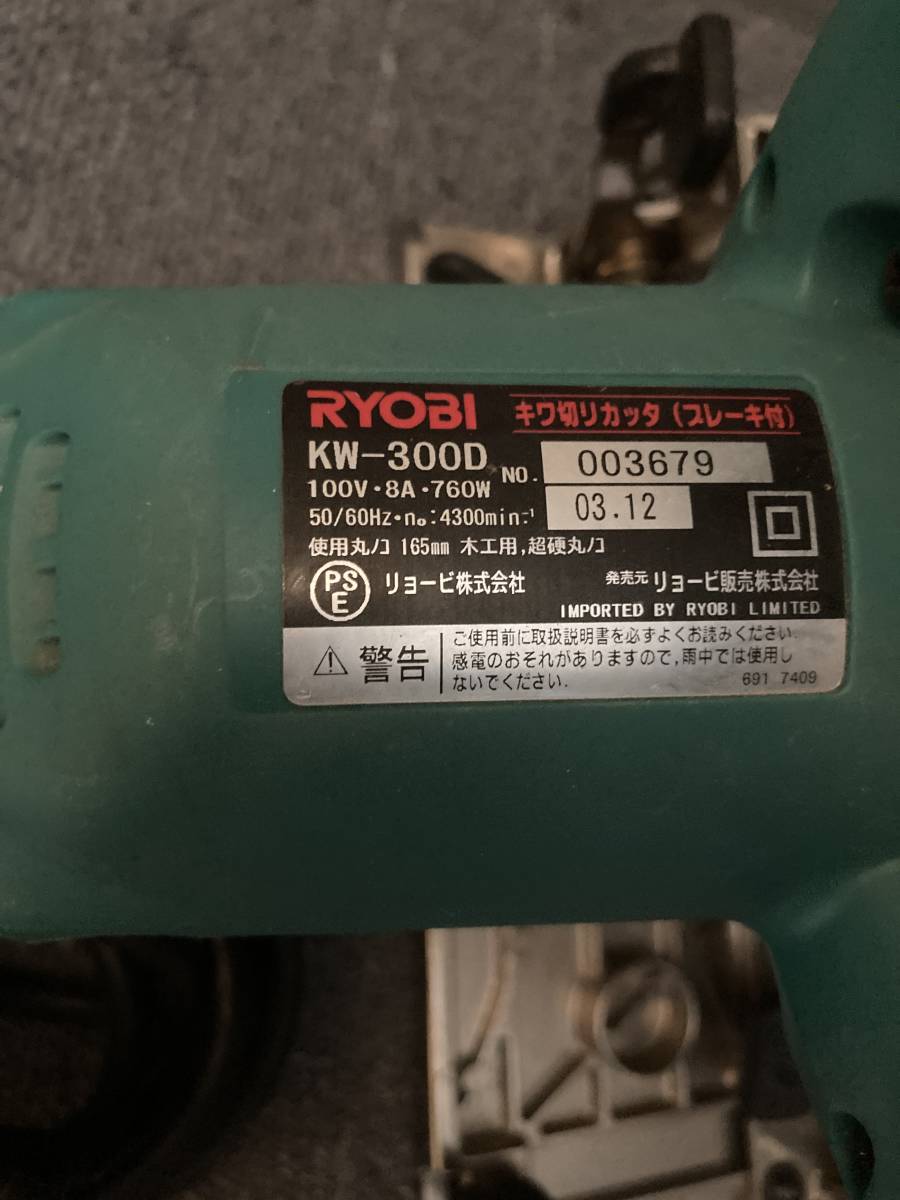 RYOBI キワ切リカッタ(ブレーキ付)
KW-300D NO. 003679
100V・8A・760W
50/60Hz・n₀:4300min⁻¹ 03.12
使用丸ノコ 165mm 木工用,超硬丸ノコ
PS
E
リョービ株式会社 発売元 リョービ販売株式会社
IMPORTED BY RYOBI LIMITED
警告
ご使用前に取扱説明書を必ずよくお読みください.
感電のおそれがありますので,雨中では使用し
ないでください. 691 7409